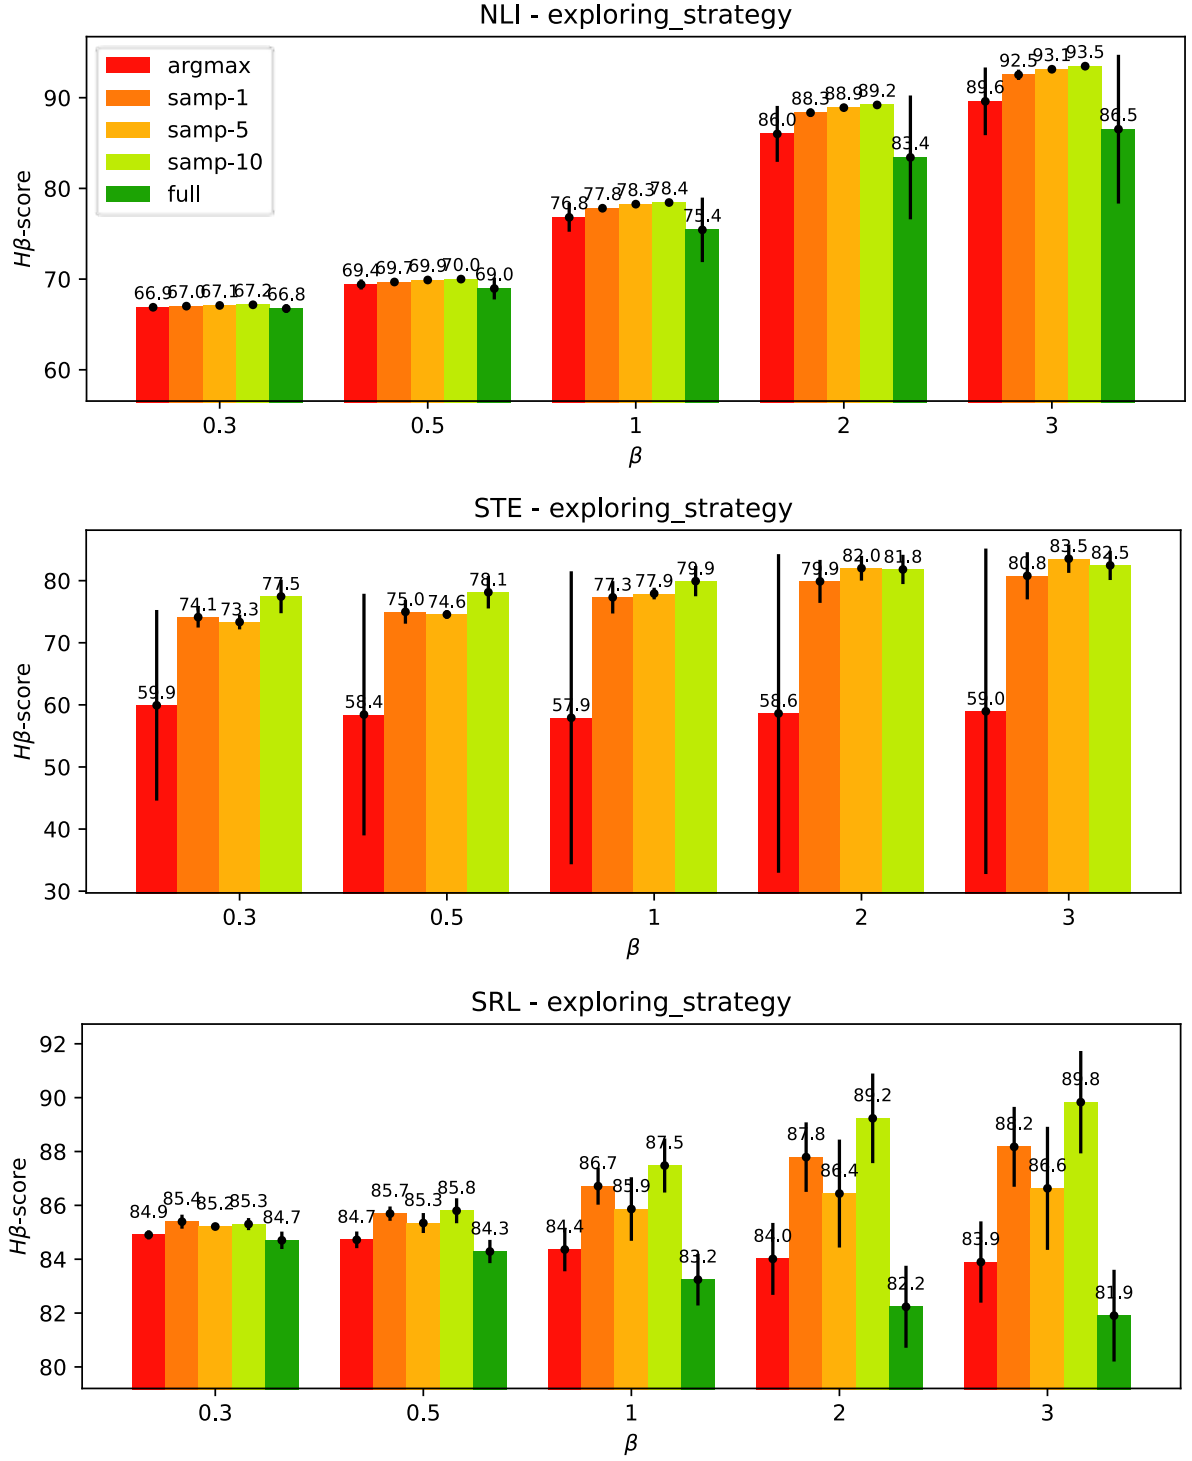 NLI - exploring_strategy
Hβ-score
90
80
70
60
argmax
samp-1
samp-5
samp-10
full
66.9 67.0 67.1 67.2 66.8
69.4 69.7 69.9 70.0 69.0
76.8 77.8 78.3 78.4 75.4
86.0 88.3 88.9 89.2 83.4
89.6 92.5 93.1 93.5 86.5
0.3 0.5 1 2 3
β
STE - exploring_strategy
Hβ-score
80
70
60
50
40
30
59.9 74.1 73.3 77.5
58.4 75.0 74.6 78.1
57.9 77.3 77.9 79.9
58.6 79.9 82.0 81.8
59.0 80.8 83.5 82.5
0.3 0.5 1 2 3
β
SRL - exploring_strategy
Hβ-score
92
90
88
86
84
82
80
84.9 85.4 85.2 85.3 84.7
84.7 85.7 85.3 85.8 84.3
84.4 86.7 85.9 87.5 83.2
84.0 87.8 86.4 89.2 82.2
83.9 88.2 86.6 89.8 81.9
0.3 0.5 1 2 3
β